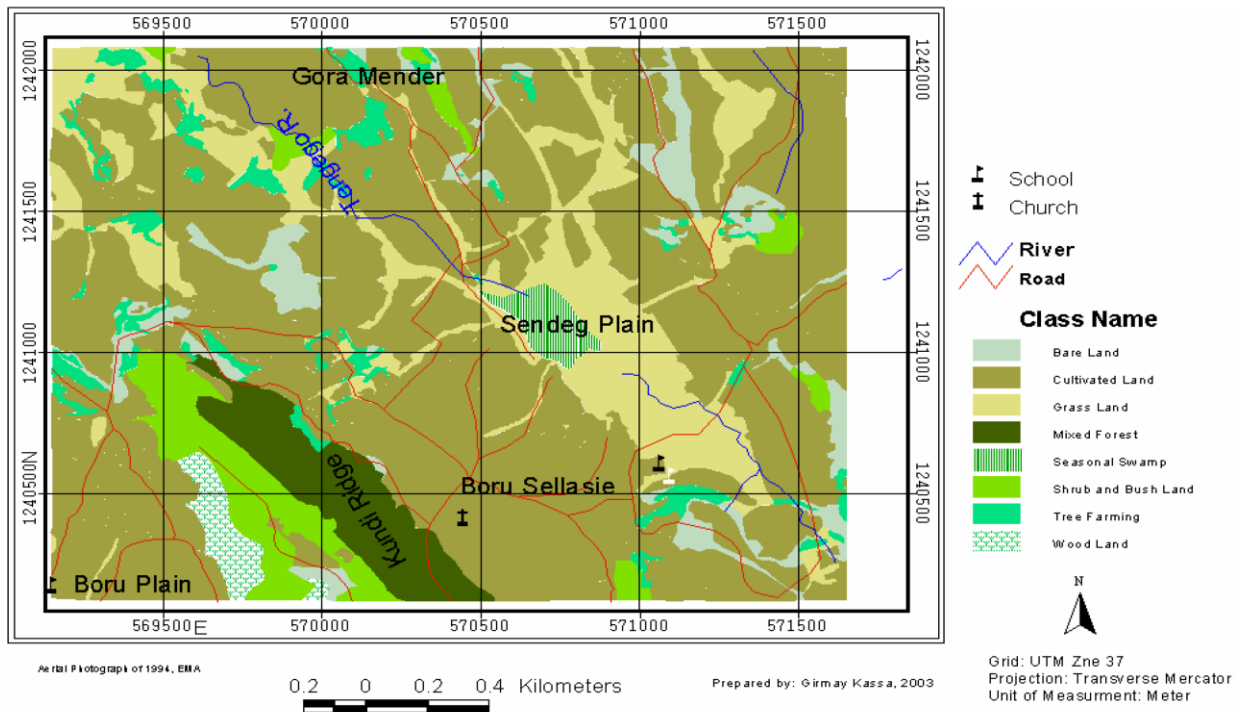 569500 570000 570500 571000 571500
1242000 1242000
Gora Mender
Tengego R.
1241500 1241500
Sendeg Plain
1241000 1241000
Kundi Ridge
Boru Sellasie
1240500N 1240500
Boru Plain
569500 E 570000 570500 571000 571500
School
Church
River
Road
Class Name
Bare Land
Cultivated Land
Grass Land
Mixed Forest
Seasonal Swamp
Shrub and Bush Land
Tree Farming
Wood Land
N
Grid: UTM Zne 37
Projection: Transverse Mercator
Unit of Measurment: Meter
Aerial Photograph of 1994, EMA
0.2 0 0.2 0.4 Kilometers
Prepared by: Girmay Kassa, 2003